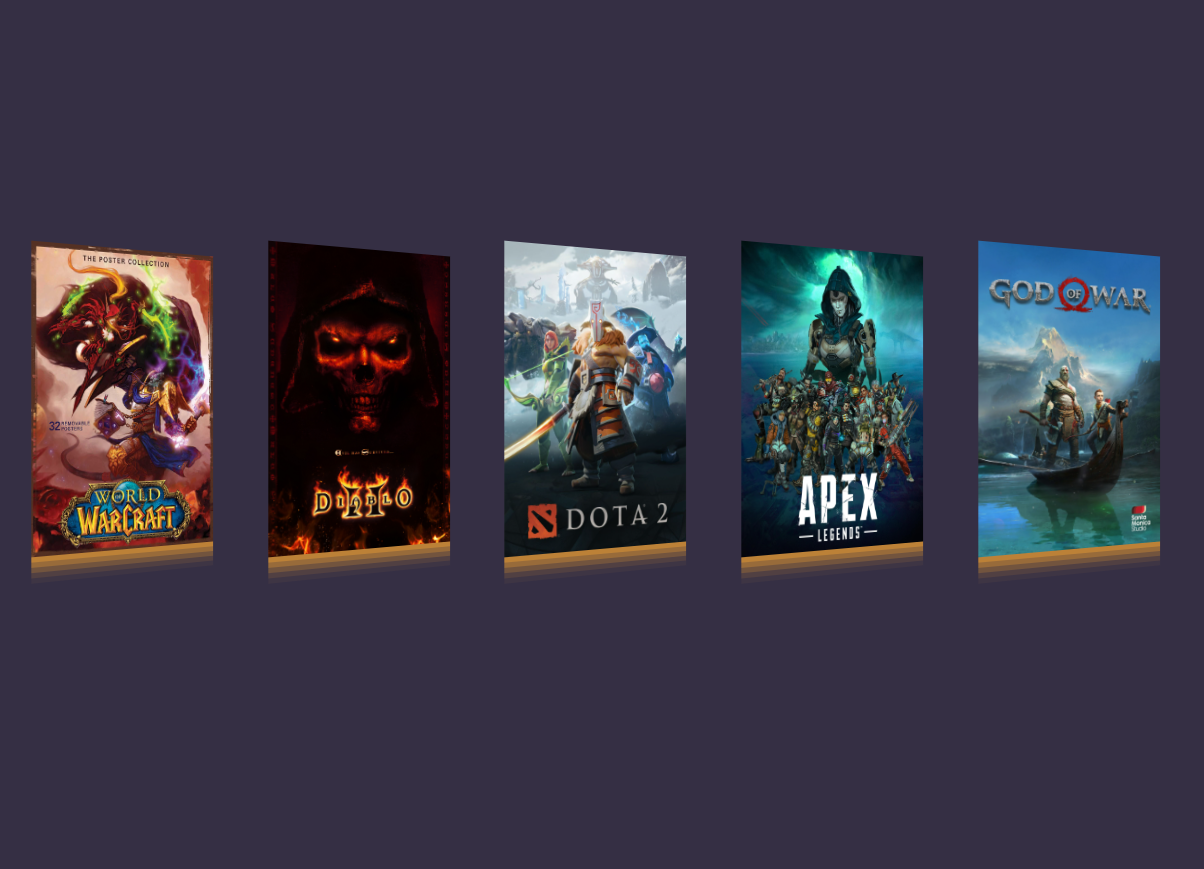 THE POSTER COLLECTION
32 REMOVABLE
POSTERS
WORLD
OF
WARCRAFT
DIABLO
II
DOTA 2
APEX
LEGENDS
GOD OF WAR
Santa
Monica
Studio